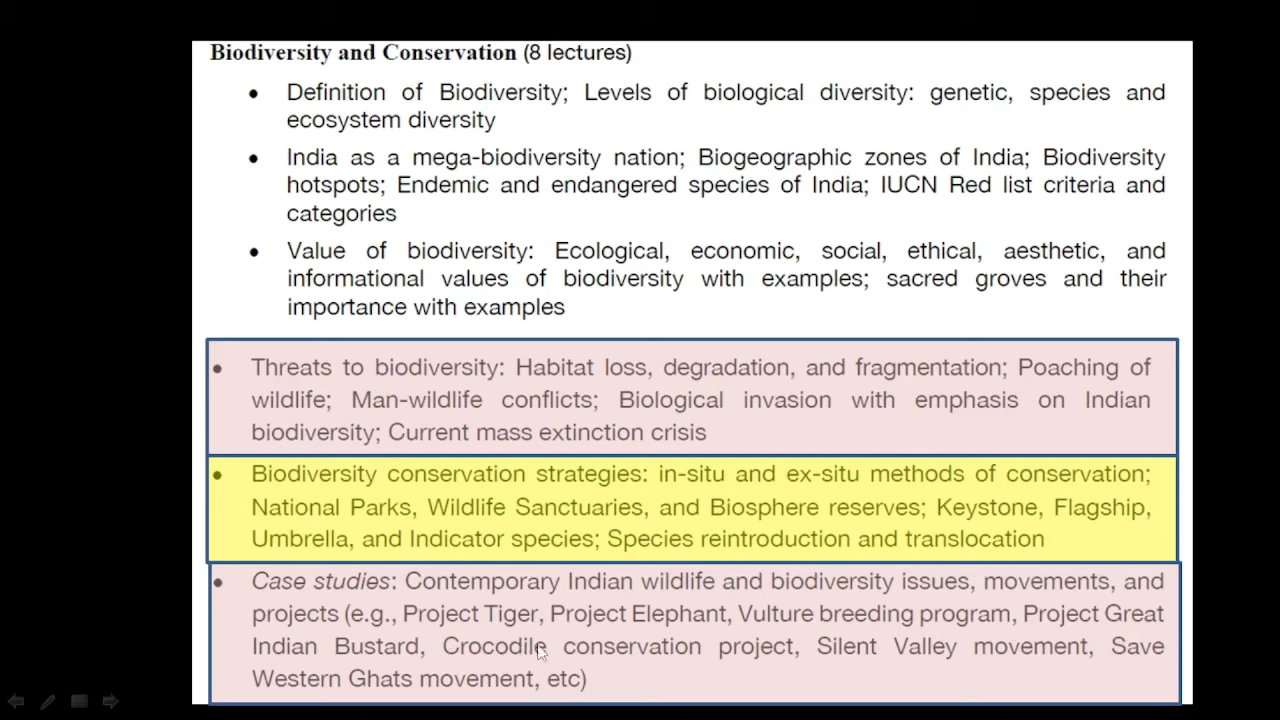 Biodiversity and Conservation (8 lectures)
• Definition of Biodiversity; Levels of biological diversity: genetic, species and
ecosystem diversity
• India as a mega-biodiversity nation; Biogeographic zones of India; Biodiversity
hotspots; Endemic and endangered species of India; IUCN Red list criteria and
categories
• Value of biodiversity: Ecological, economic, social, ethical, aesthetic, and
informational values of biodiversity with examples; sacred groves and their
importance with examples
• Threats to biodiversity: Habitat loss, degradation, and fragmentation; Poaching of
wildlife; Man-wildlife conflicts; Biological invasion with emphasis on Indian
biodiversity; Current mass extinction crisis
• Biodiversity conservation strategies: in-situ and ex-situ methods of conservation;
National Parks, Wildlife Sanctuaries, and Biosphere reserves; Keystone, Flagship,
Umbrella, and Indicator species; Species reintroduction and translocation
• Case studies: Contemporary Indian wildlife and biodiversity issues, movements, and
projects (e.g., Project Tiger, Project Elephant, Vulture breeding program, Project Great
Indian Bustard, Crocodile conservation project, Silent Valley movement, Save
Western Ghats movement, etc)